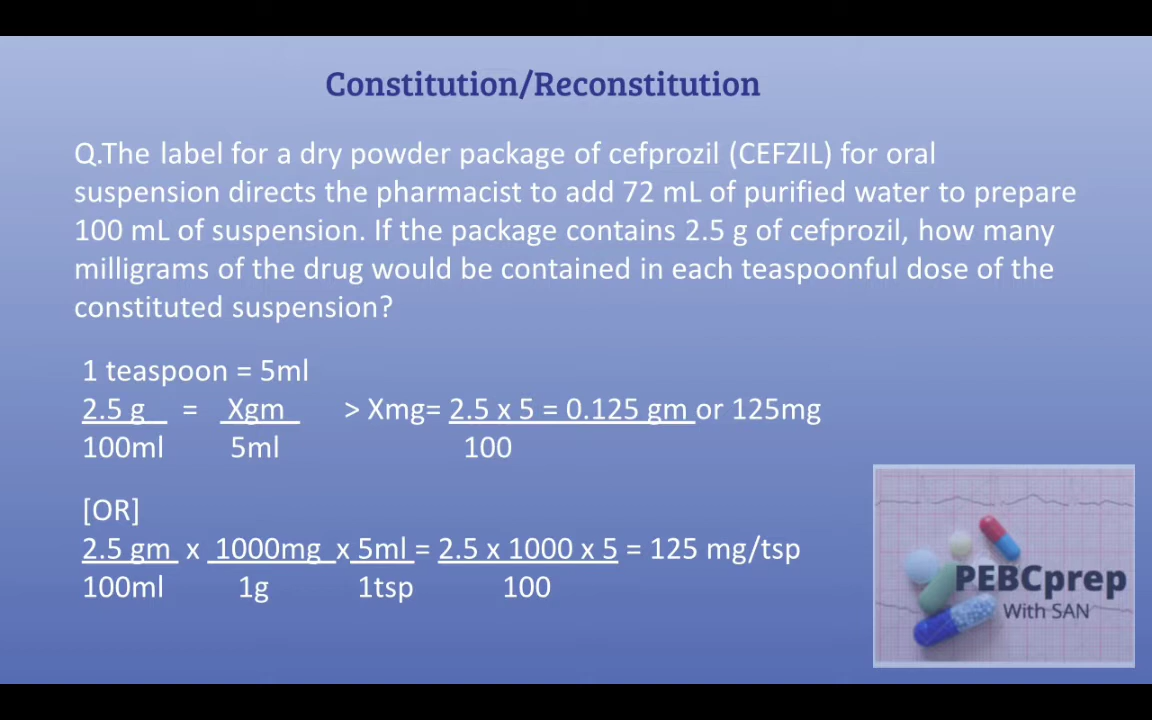 Constitution/Reconstitution
Q.The label for a dry powder package of cefprozil (CEFZIL) for oral
suspension directs the pharmacist to add 72 mL of purified water to prepare
100 mL of suspension. If the package contains 2.5 g of cefprozil, how many
milligrams of the drug would be contained in each teaspoonful dose of the
constituted suspension?
1 teaspoon = 5ml
2.5 g = Xgm > Xmg= 2.5 x 5 = 0.125 gm or 125mg
100ml 5ml 100
[OR]
2.5 gm x 1000mg x 5ml = 2.5 x 1000 x 5 = 125 mg/tsp
100ml 1g 1tsp 100
PEBCprep
With SAN